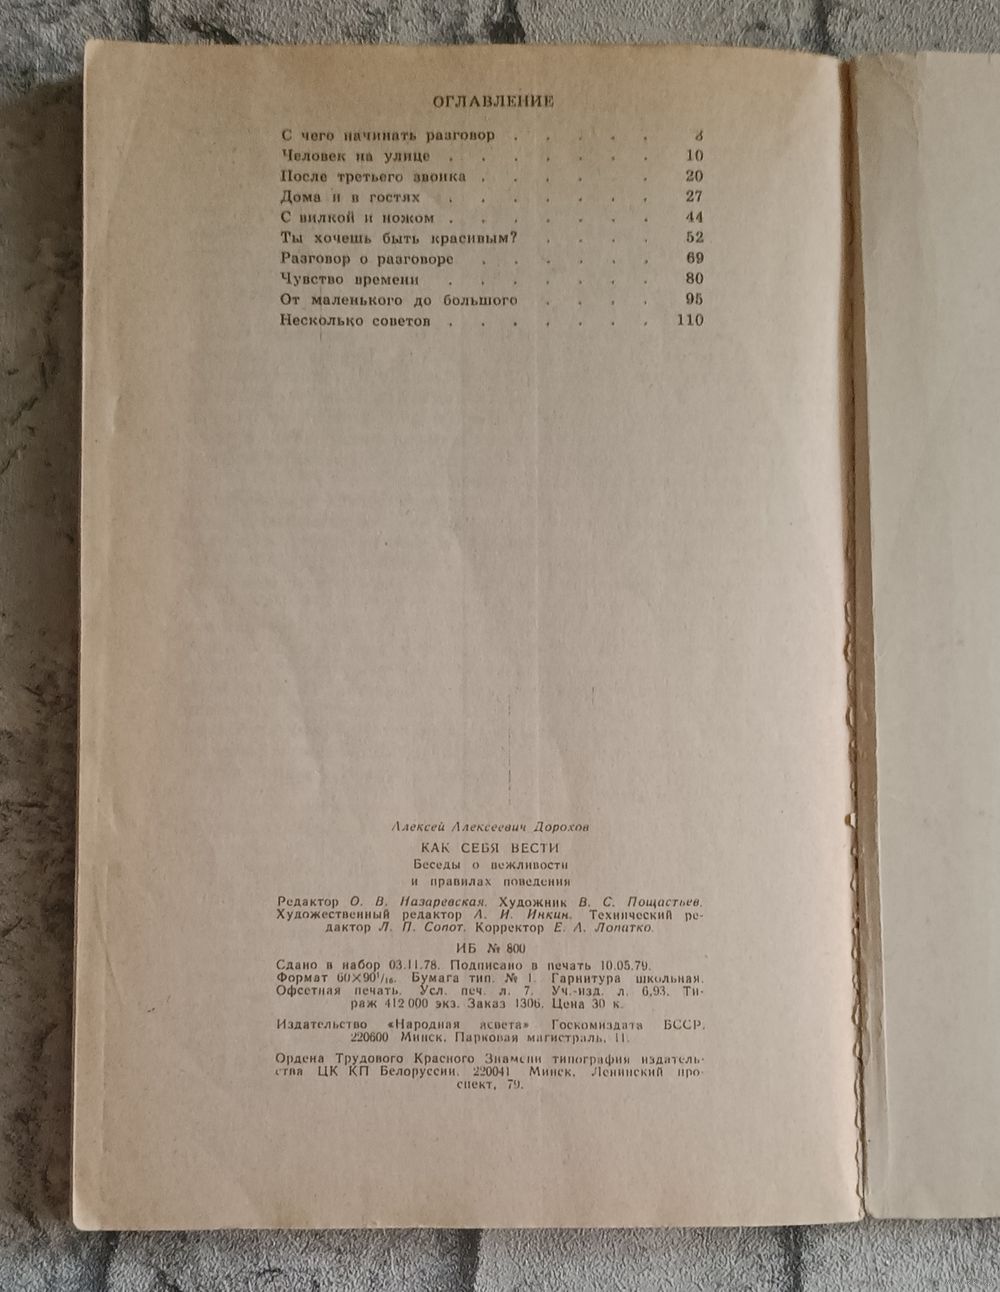 ОГЛАВЛЕНИЕ
С чего начинать разговор . . . . . 3
Человек на улице . . . . . . . 10
После третьего звонка . . . . . 20
Дома и в гостях . . . . . . . 27
С вилкой и ножом . . . . . . . 44
Ты хочешь быть красивым? . . . . 52
Разговор о разговоре . . . . . . 69
Чувство времени . . . . . . . 80
От маленького до большого . . . . 95
Несколько советов . . . . . . . 110
Алексей Алексеевич Дорохов
КАК СЕБЯ ВЕСТИ
Беседы о вежливости
и правилах поведения
Редактор О. В. Назаревская. Художник В. С. Пощастьев.
Художественный редактор Л. И. Инкин. Технический ре-
дактор Л. П. Сопот. Корректор Е. А. Лопатко.
ИБ № 800
Сдано в набор 03.11.78. Подписано в печать 10.05.79.
Формат 60×90¹/₁₆. Бумага тип. № 1. Гарнитура школьная.
Офсетная печать. Усл. печ. л. 7. Уч.-изд. л. 6,93. Ти-
раж 412 000 экз. Заказ 1306. Цена 30 к.
Издательство «Народная асвета» Госкомиздата БССР.
220600 Минск, Парковая магистраль, 11.
Ордена Трудового Красного Знамени типография издатель-
ства ЦК КП Белоруссии. 220041 Минск, Ленинский про-
спект, 79.